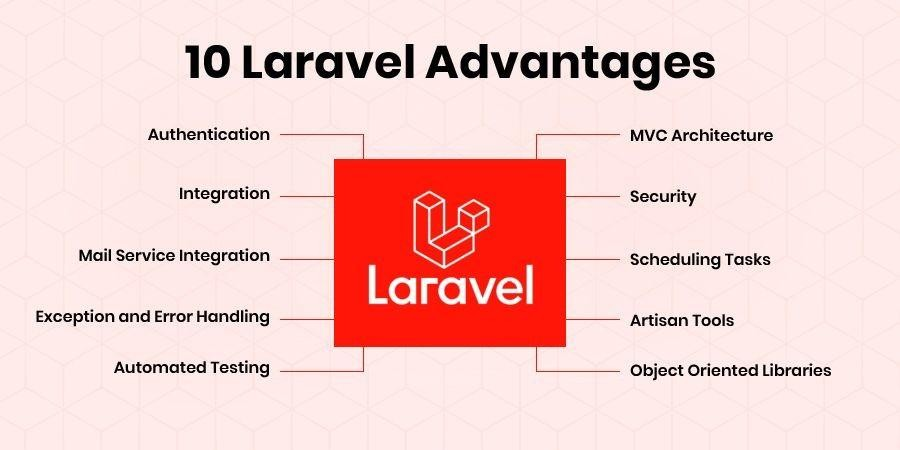 10 Laravel Advantages
Authentication
Integration
Mail Service Integration
Exception and Error Handling
Automated Testing
Laravel
MVC Architecture
Security
Scheduling Tasks
Artisan Tools
Object Oriented Libraries